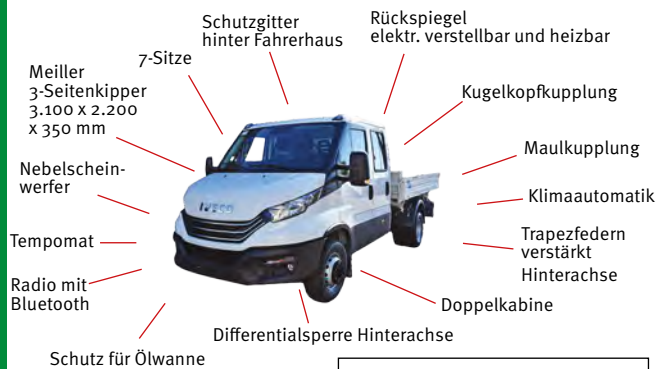 Schutzgitter
hinter Fahrerhaus
Rückspiegel
elektr. verstellbar und heizbar
7-Sitze
Meiller
3-Seitenkipper
3.100 x 2.200
x 350 mm
Kugelkopfkupplung
Maulkupplung
Nebelschein-
werfer
Klimaautomatik
IVECO
Tempomat
Trapezfedern
verstärkt
Hinterachse
Radio mit
Bluetooth
Doppelkabine
Differentialsperre Hinterachse
Schutz für Ölwanne